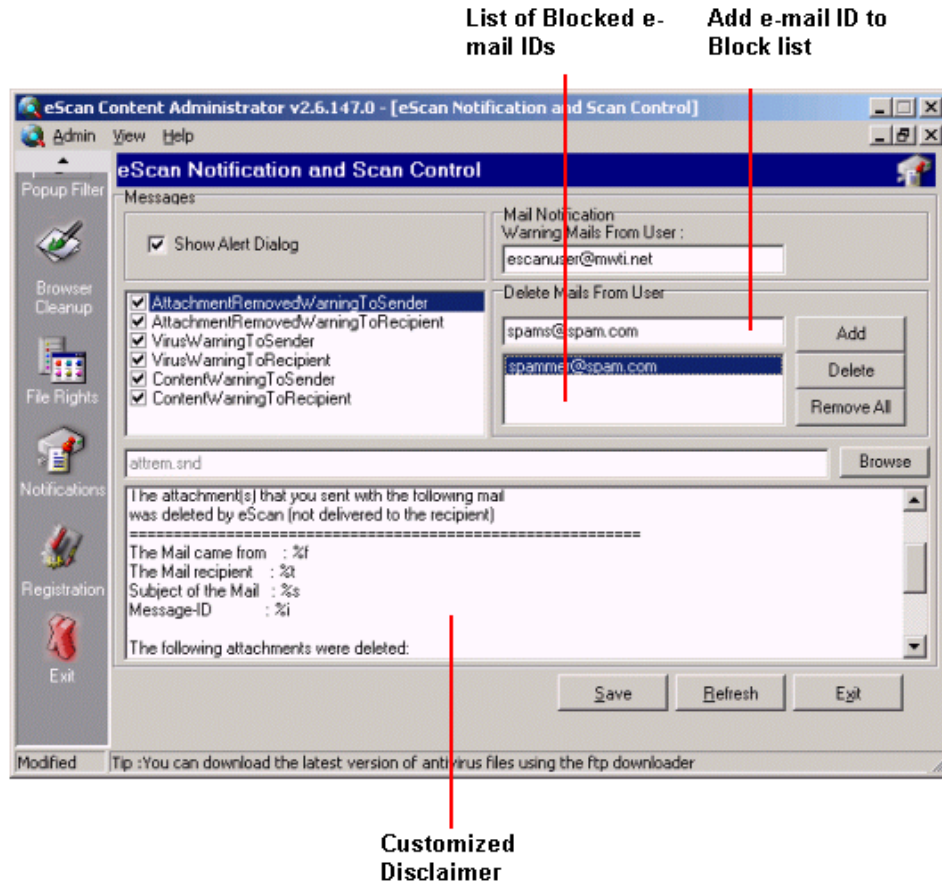 List of Blocked e-
mail IDs
Add e-mail ID to
Block list
eScan Content Administrator v2.6.147.0 - [eScan Notification and Scan Control]
Admin View Help
eScan Notification and Scan Control
Popup Filter
Browser
Cleanup
File Rights
Notifications
Registration
Exit
Messages
Show Alert Dialog
Mail Notification
Warning Mails From User :
escanuser@mwti.net
AttachmentRemovedWarningToSender
AttachmentRemovedWarningToRecipient
VirusWarningToSender
VirusWarningToRecipient
ContentWarningToSender
ContentWarningToRecipient
Delete Mails From User
spams@spam.com
Add
spammer@spam.com
Delete
Remove All
attrem.snd
Browse
The attachment(s) that you sent with the following mail
was deleted by eScan (not delivered to the recipient)
=========================================================
The Mail came from : %f
The Mail recipient : %t
Subject of the Mail : %s
Message-ID : %i
The following attachments were deleted:
Save Refresh Exit
Modified Tip :You can download the latest version of antivirus files using the ftp downloader
Customized
Disclaimer